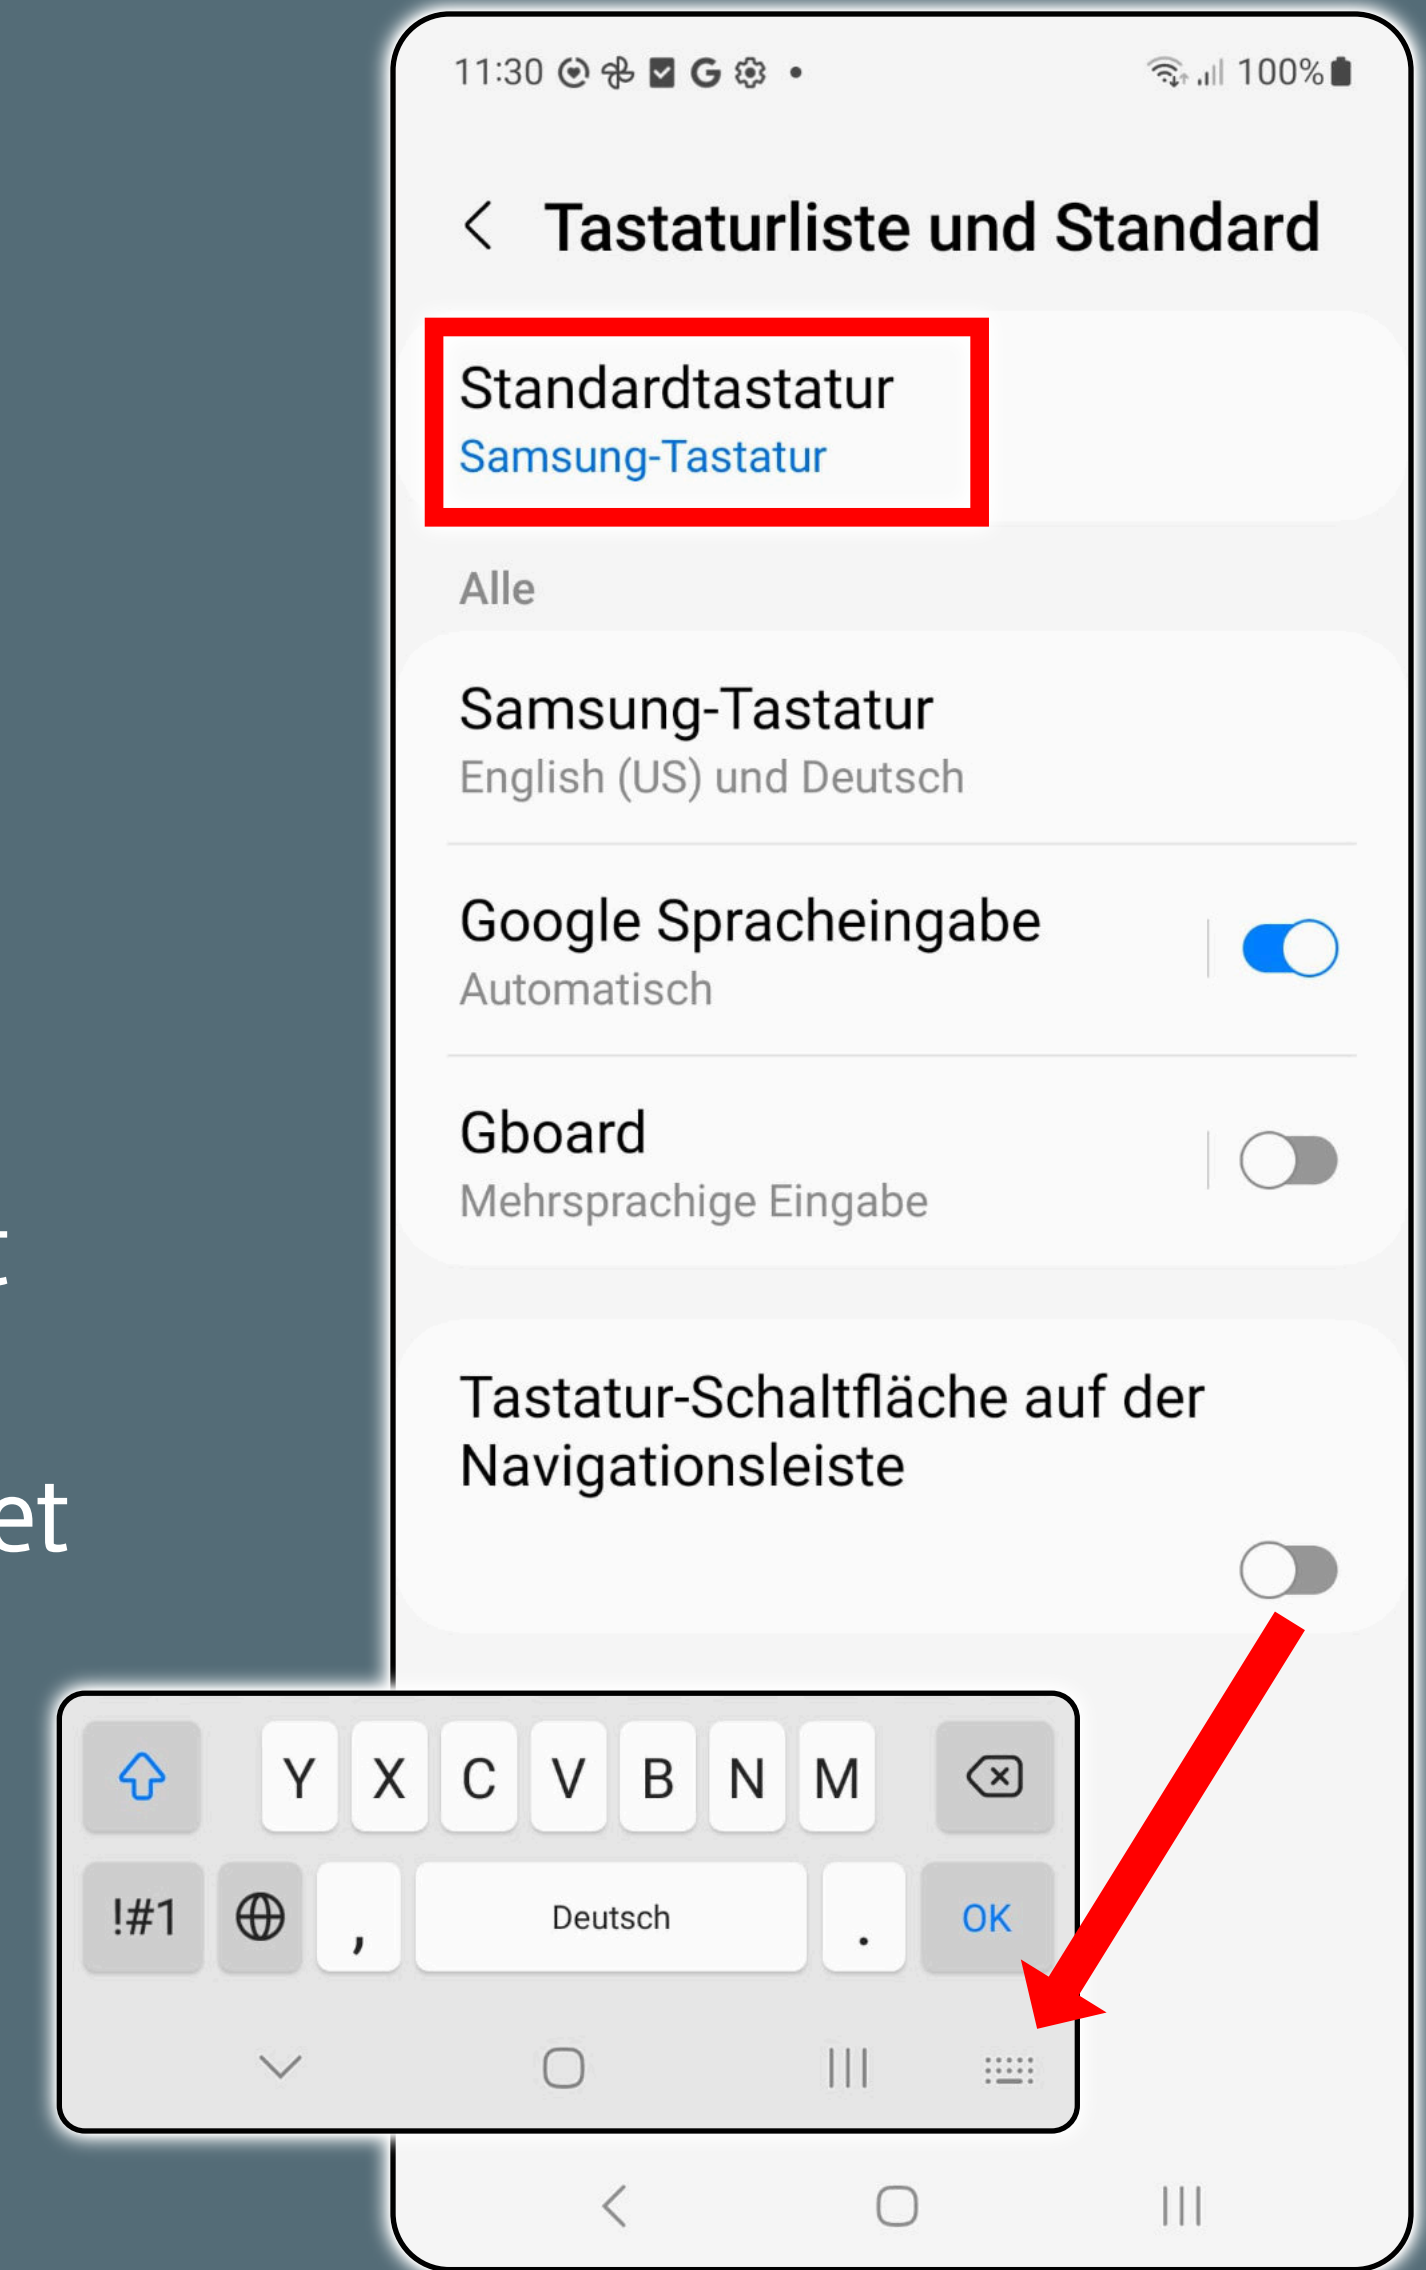 11:30
100%
Tastaturliste und Standard
Standardtastatur
Samsung-Tastatur
Alle
Samsung-Tastatur
English (US) und Deutsch
Google Spracheingabe
Automatisch
Gboard
Mehrsprachige Eingabe
t
Tastatur-Schaltfläche auf der
Navigationsleiste
et
Y X C V B N M
!#1 , Deutsch . OK